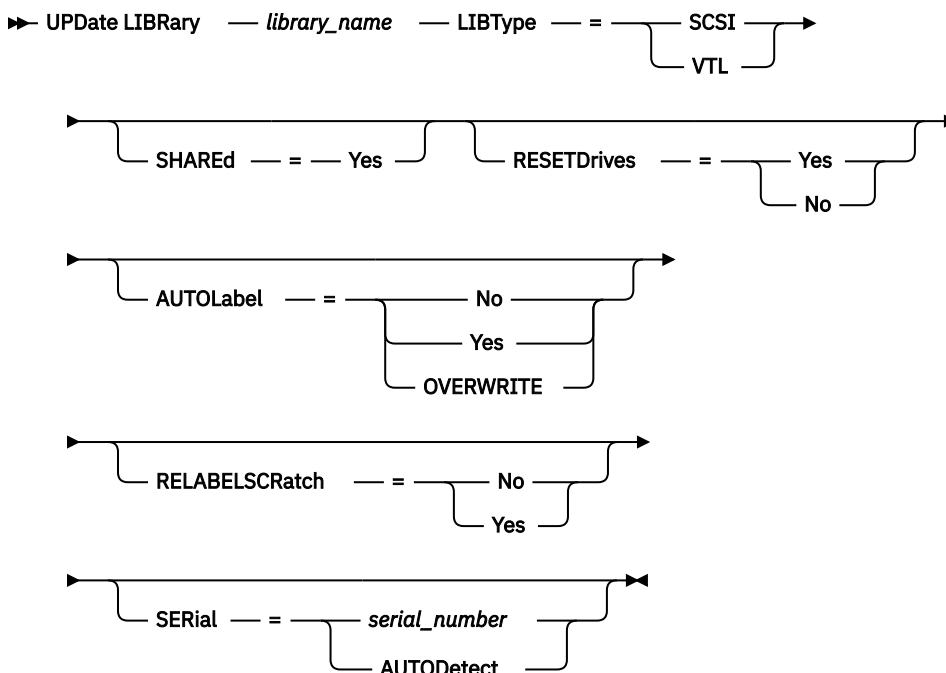 UPDate LIBRary library_name LIBType = SCSI
VTL
SHAREd = Yes RESETDrives = Yes
No
AUTOLabel = No
Yes
OVERWRITE
RELABELSCRatch = No
Yes
SERial = serial_number
AUTODetect